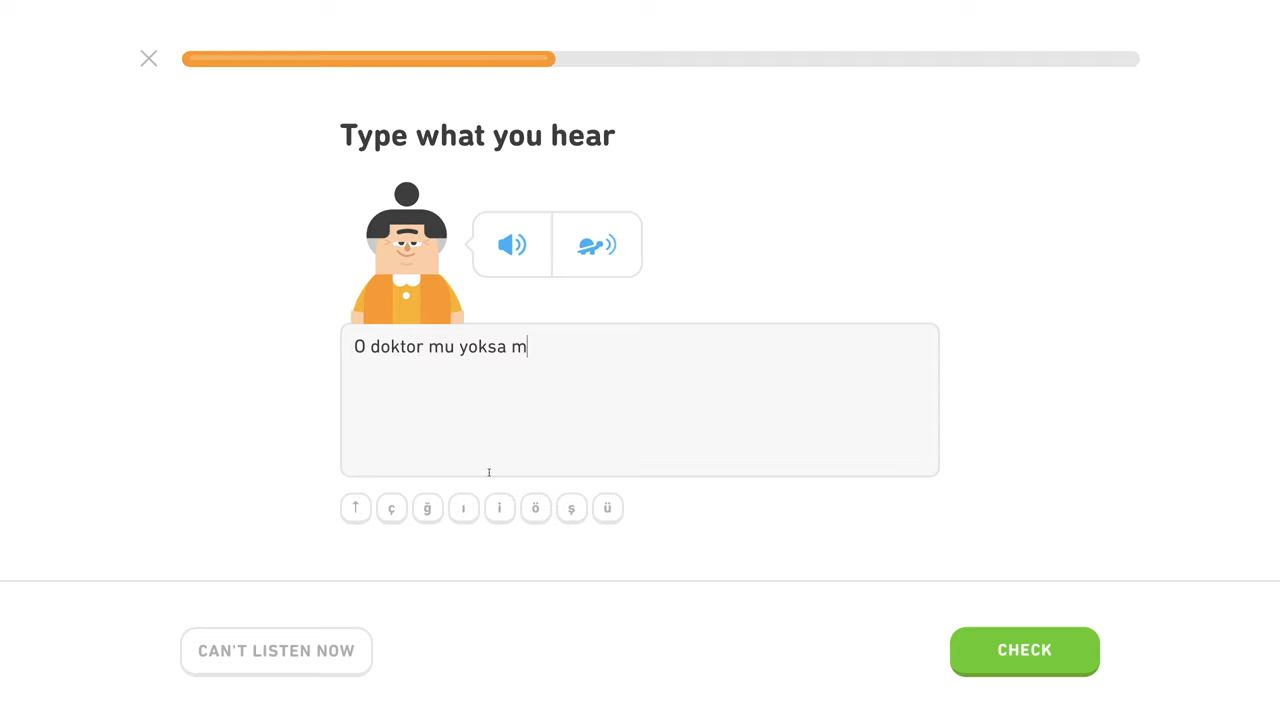 Type what you hear
O doktor mu yoksa m
↑ ç ğ ı i ö ş ü
CAN'T LISTEN NOW
CHECK